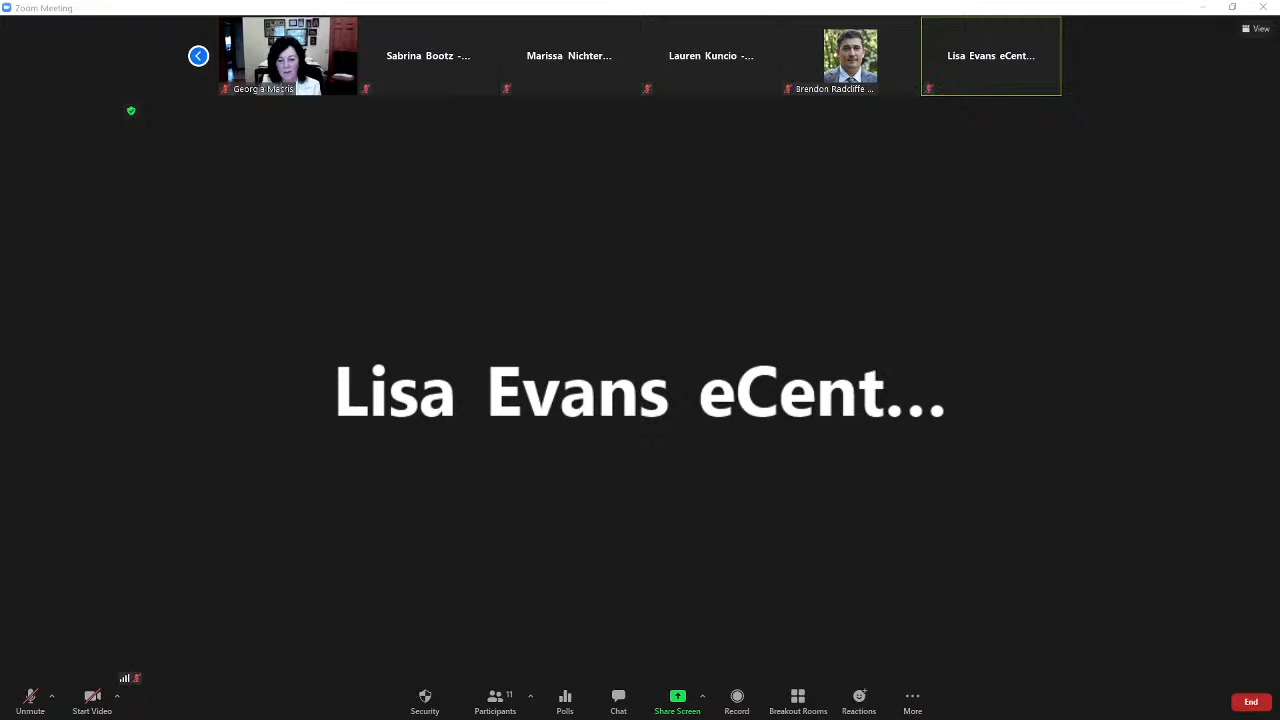 Zoom Meeting
View
Georgia Macris
Sabrina Bootz -...
Marissa Nichter...
Lauren Kuncio -...
Brendon Radcliffe ...
Lisa Evans eCent...
Lisa Evans eCent...
Unmute
Start Video
Security
11
Participants
Polls
Chat
Share Screen
Record
Breakout Rooms
Reactions
More
End